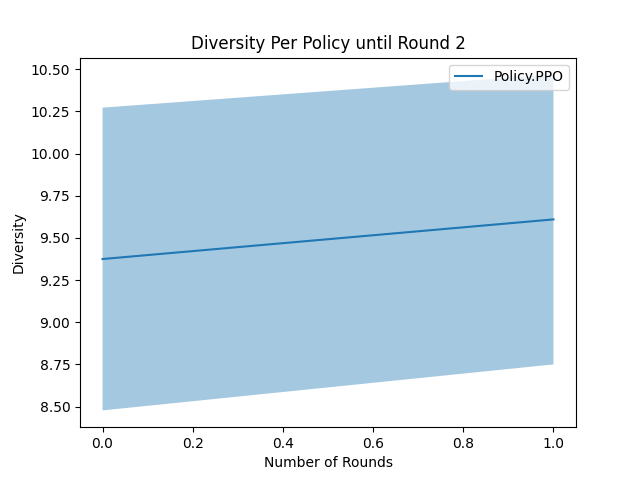 Diversity Per Policy until Round 2
Policy.PPO
10.50
10.25
10.00
9.75
9.50
9.25
9.00
8.75
8.50
Diversity
0.0 0.2 0.4 0.6 0.8 1.0
Number of Rounds